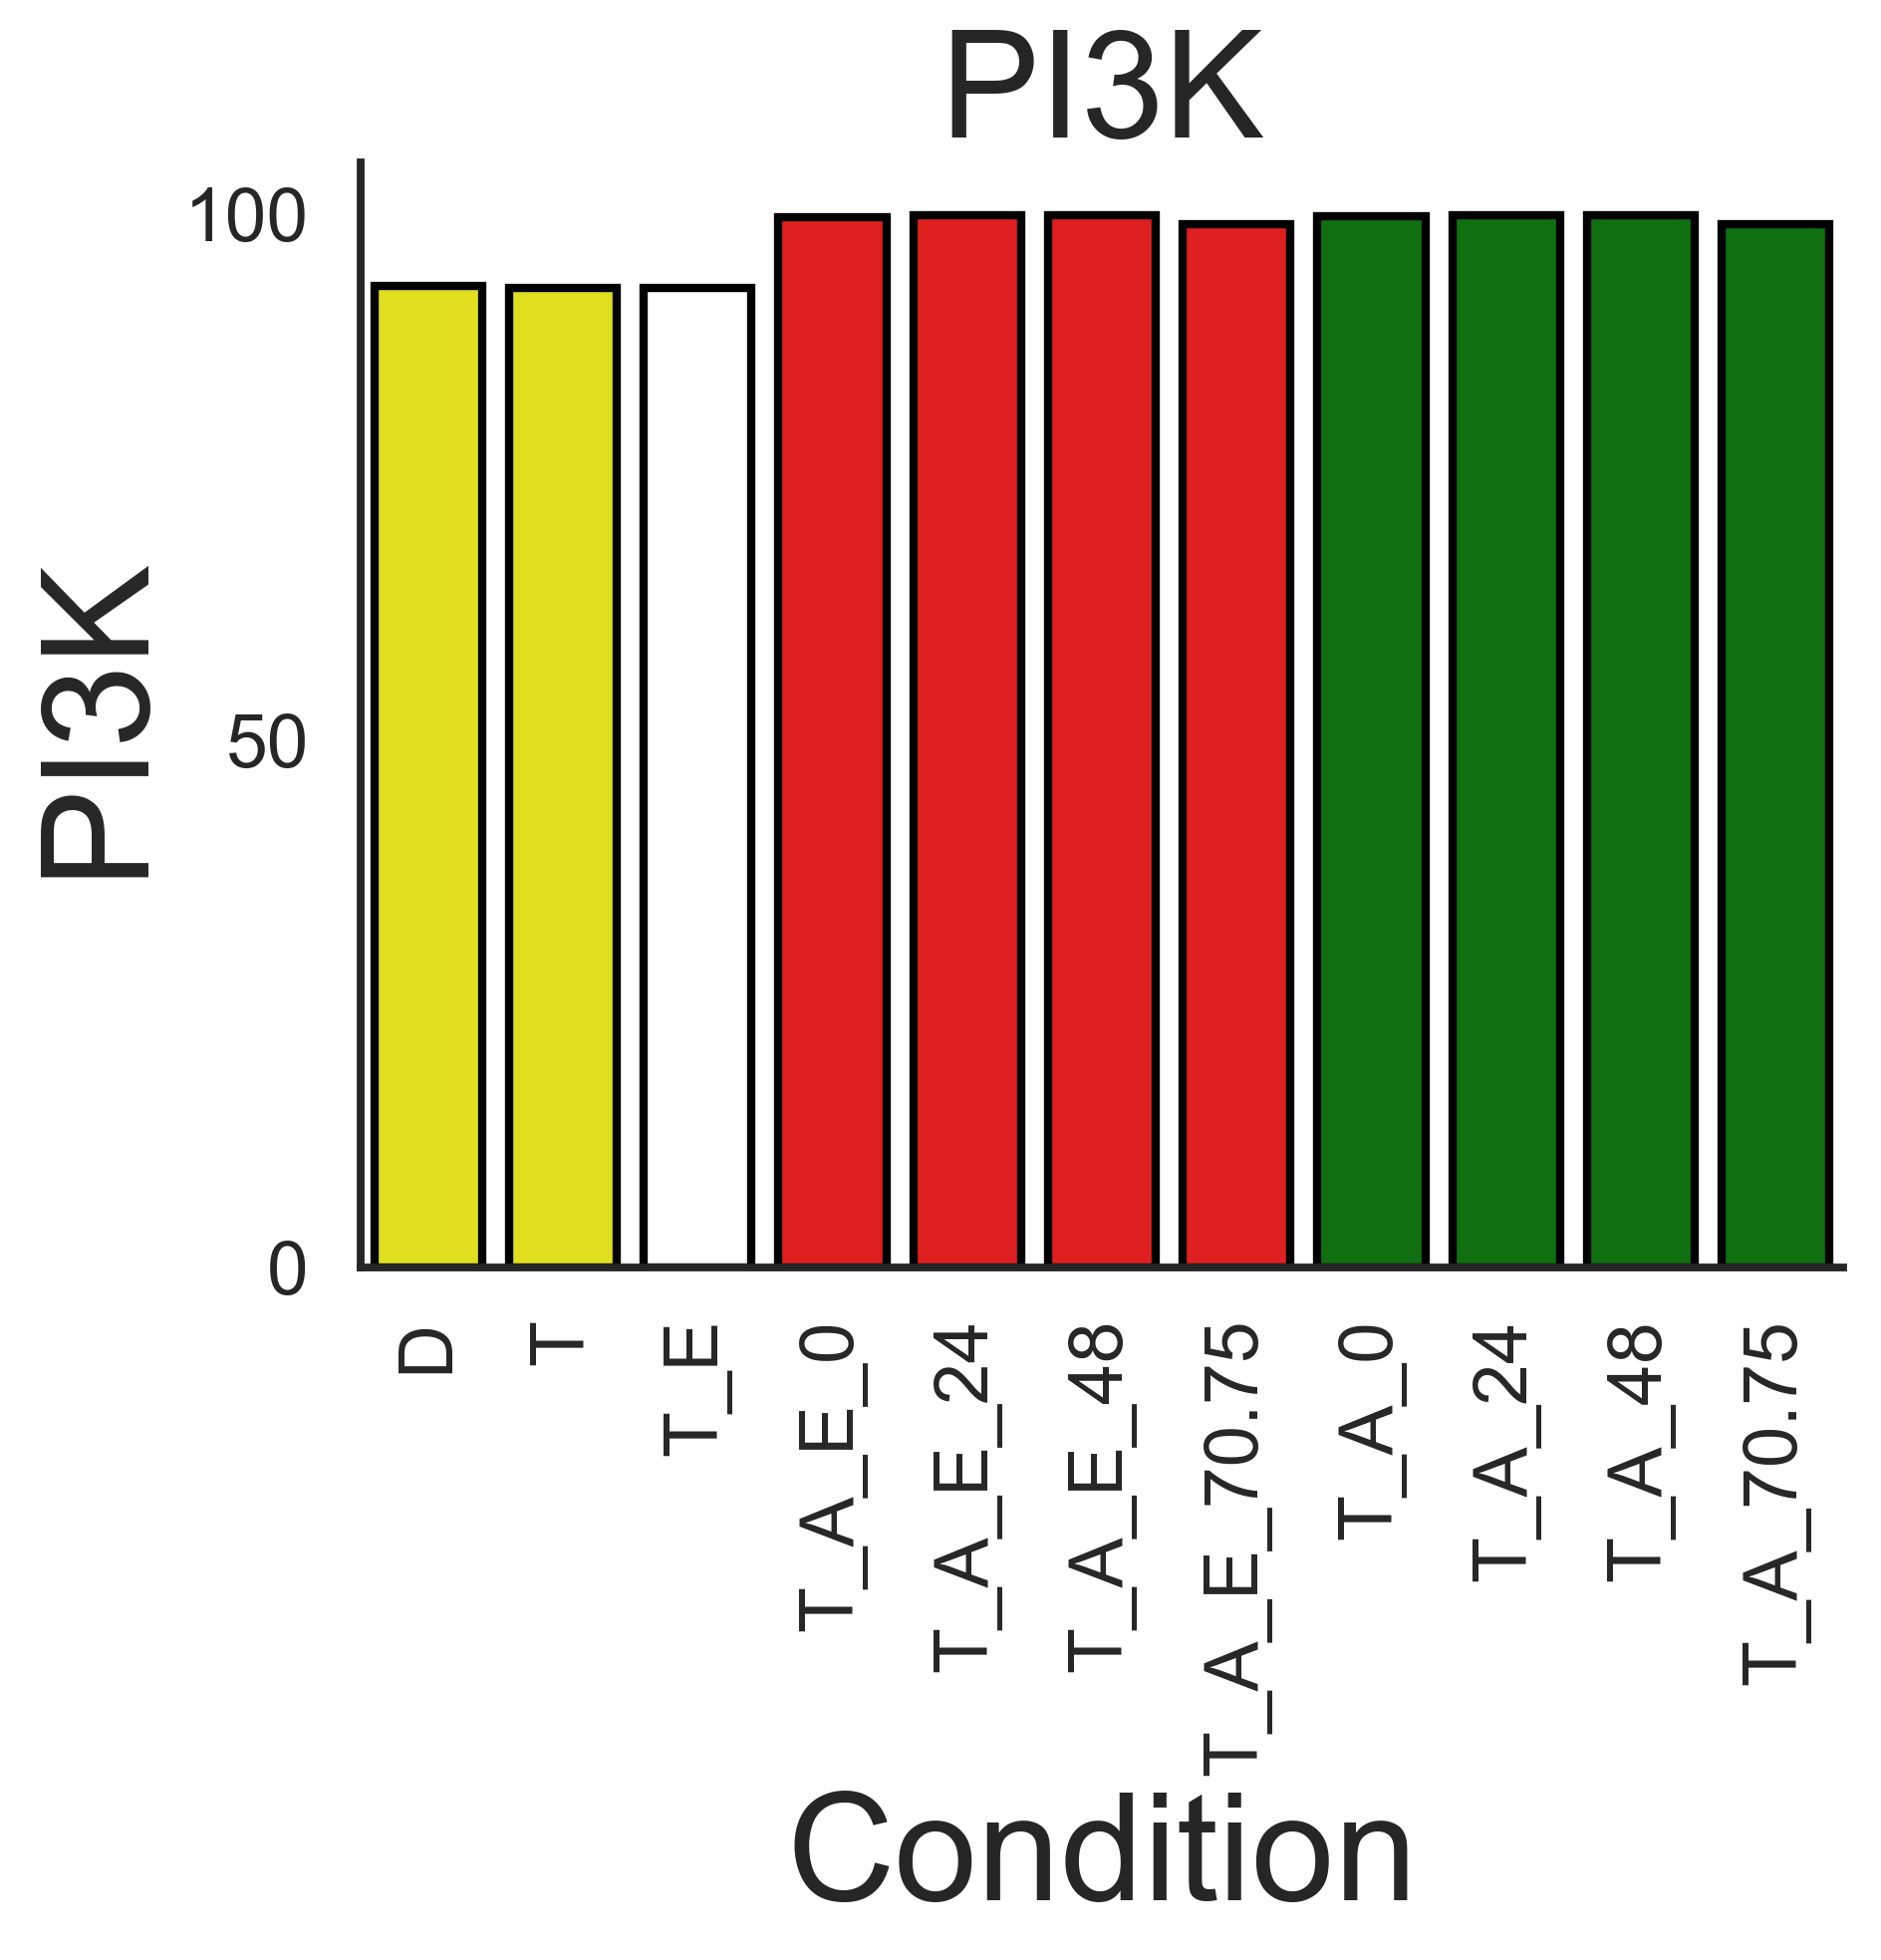 PI3K
100
50
0
PI3K
D
T
T_E
T_A_E_0
T_A_E_24
T_A_E_48
T_A_E_70.75
T_A_0
T_A_24
T_A_48
T_A_70.75
Condition